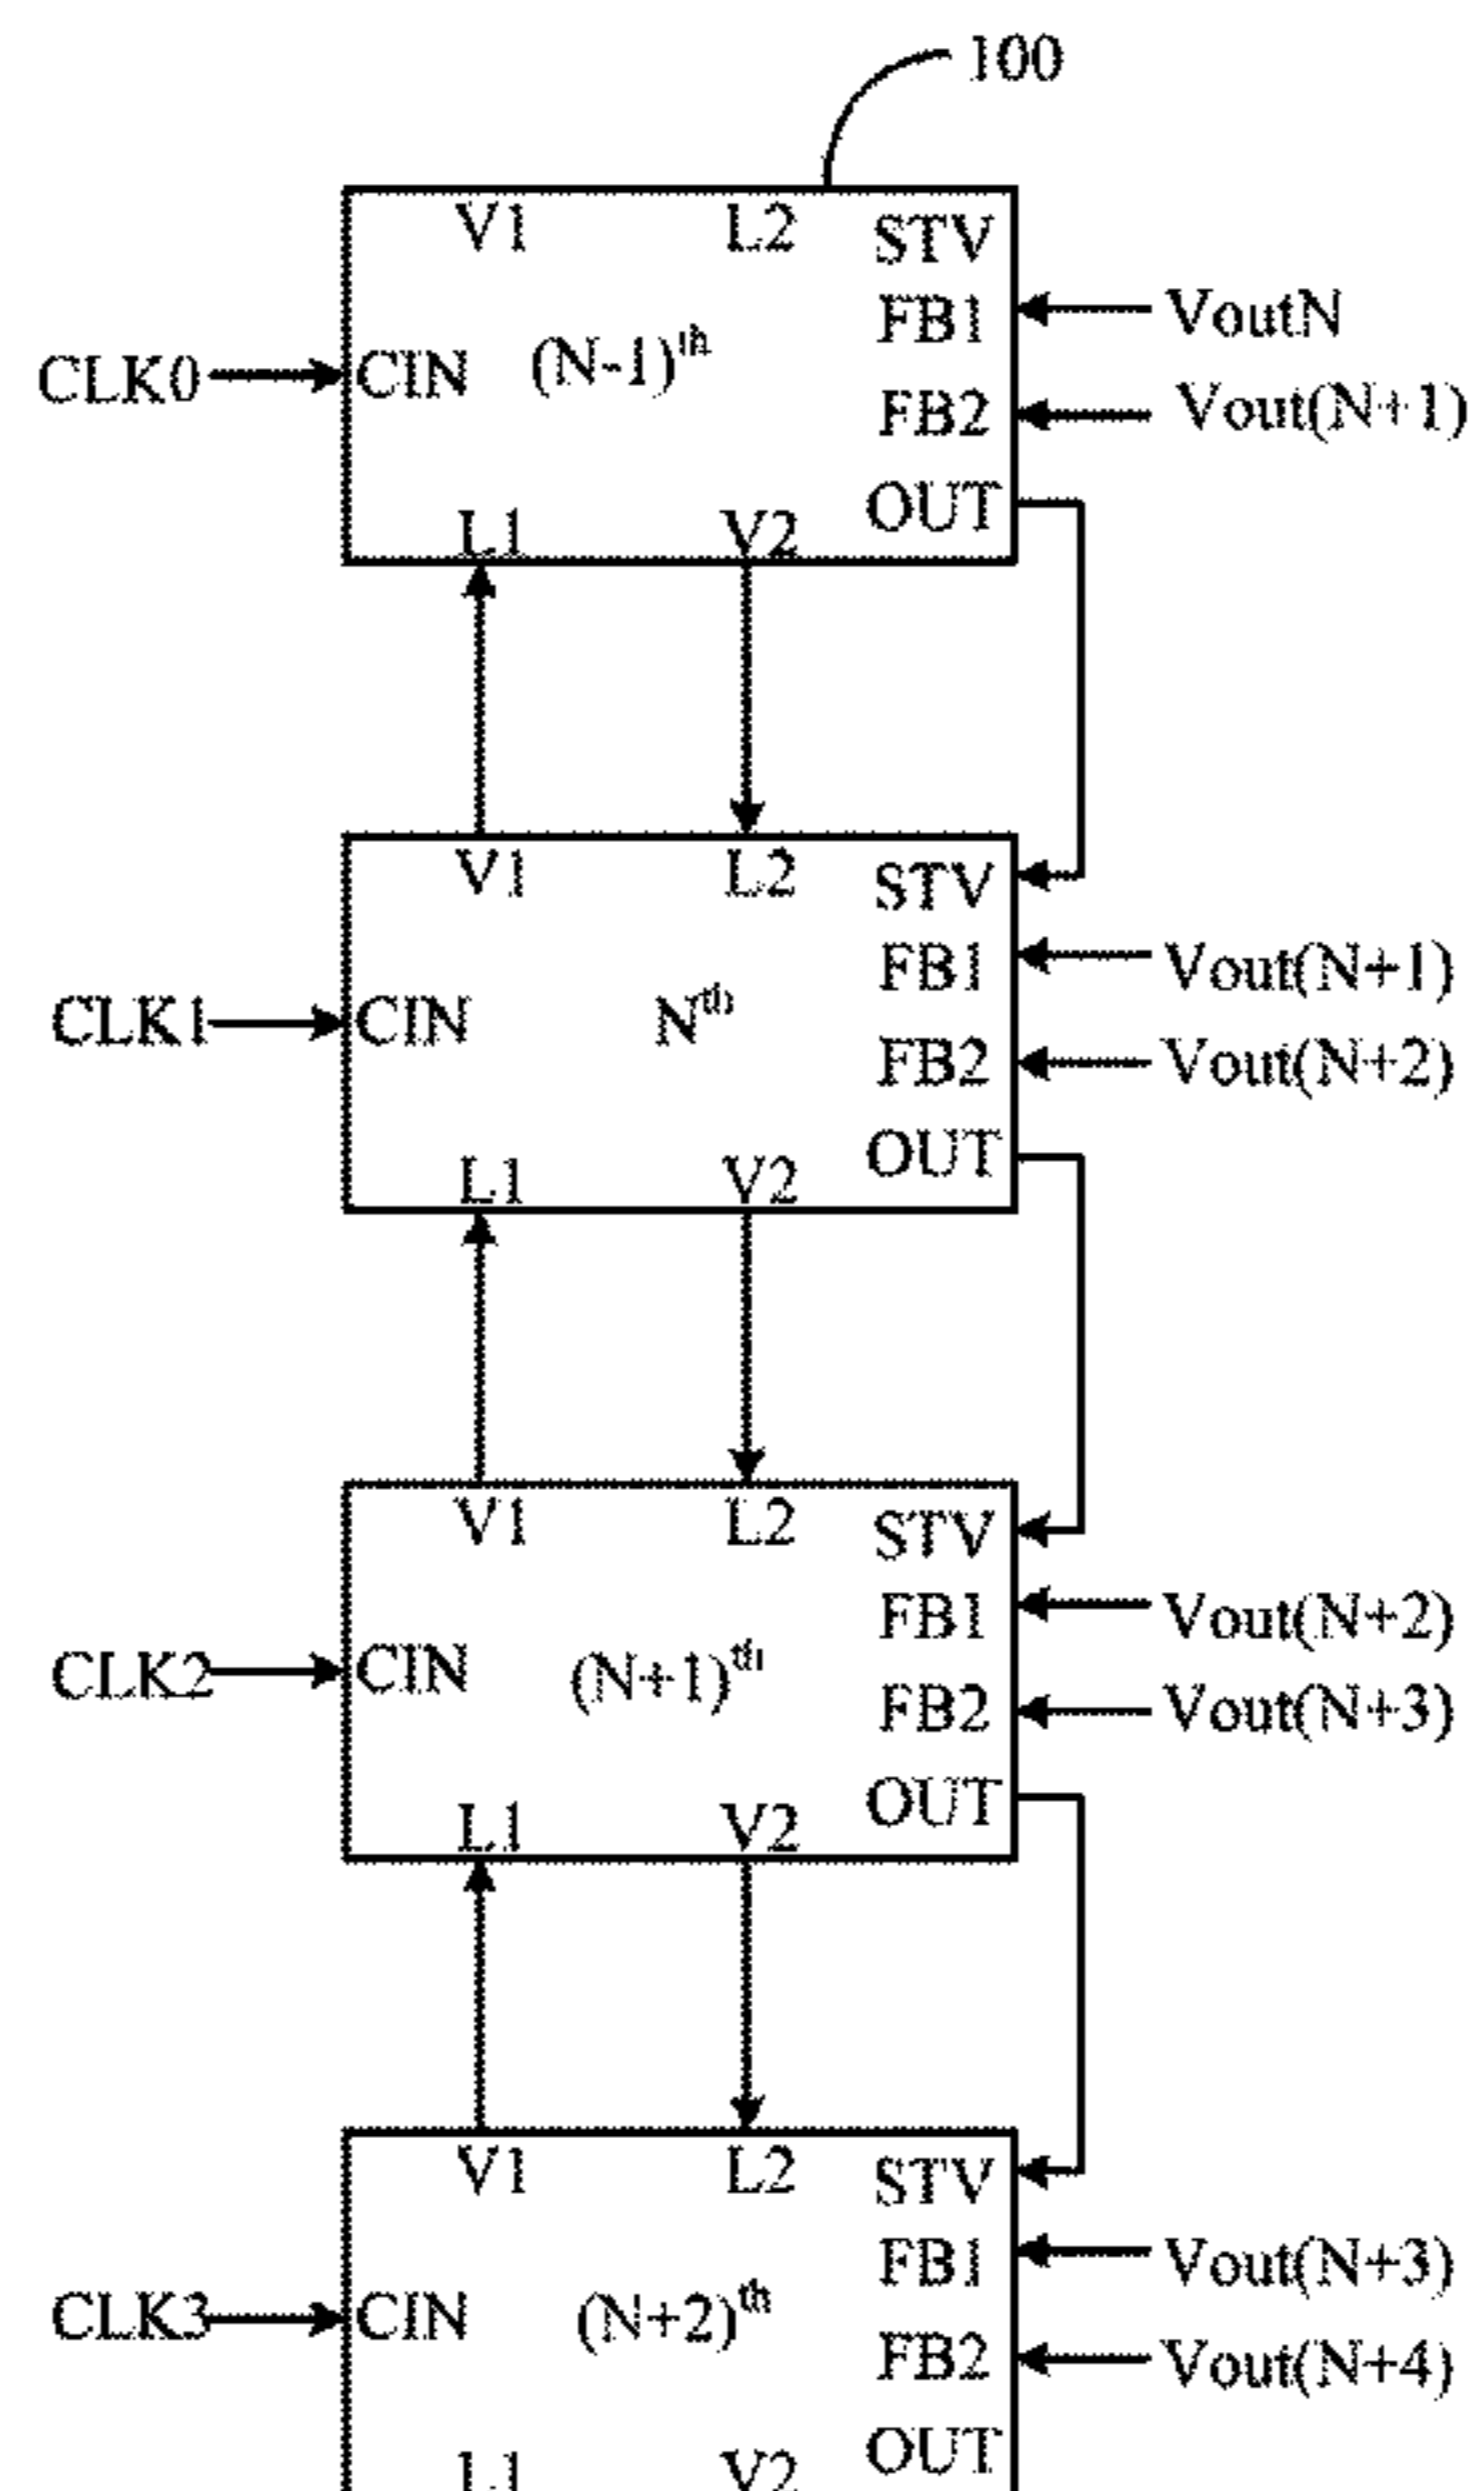 100
V1 L2 STV
FB1 VoutN
CLK0 CIN (N-1)th
FB2 Vout(N+1)
OUT
L1 V2
V1 L2 STV
FB1 Vout(N+1)
CLK1 CIN Nth
FB2 Vout(N+2)
OUT
L1 V2
V1 L2 STV
FB1 Vout(N+2)
CLK2 CIN (N+1)th
FB2 Vout(N+3)
OUT
L1 V2
V1 L2 STV
FB1 Vout(N+3)
CLK3 CIN (N+2)th
FB2 Vout(N+4)
OUT
L1 V2